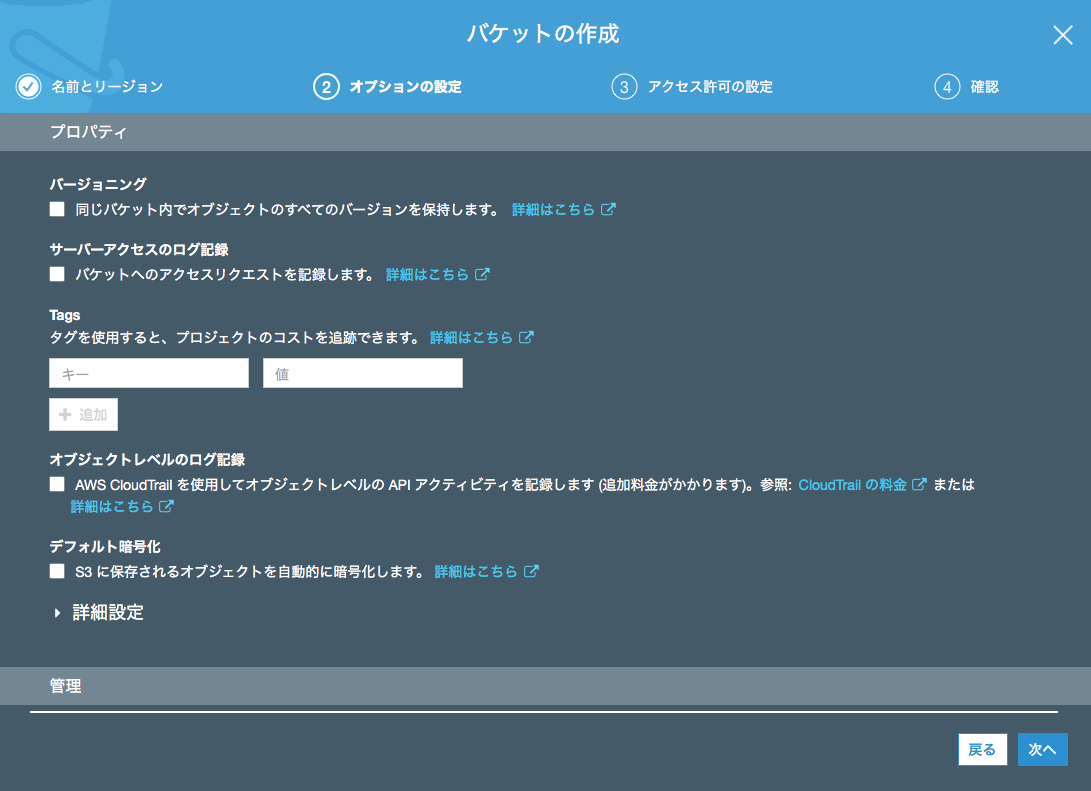 バケットの作成
名前とリージョン
2 オプションの設定
3 アクセス許可の設定
4 確認
プロパティ
バージョニング
同じバケット内でオブジェクトのすべてのバージョンを保持します。 詳細はこちら
サーバーアクセスのログ記録
バケットへのアクセスリクエストを記録します。 詳細はこちら
Tags
タグを使用すると、プロジェクトのコストを追跡できます。 詳細はこちら
キー 値
追加
オブジェクトレベルのログ記録
AWS CloudTrail を使用してオブジェクトレベルの API アクティビティを記録します (追加料金がかかります)。参照: CloudTrail の料金 または
詳細はこちら
デフォルト暗号化
S3 に保存されるオブジェクトを自動的に暗号化します。 詳細はこちら
詳細設定
管理
戻る 次へ